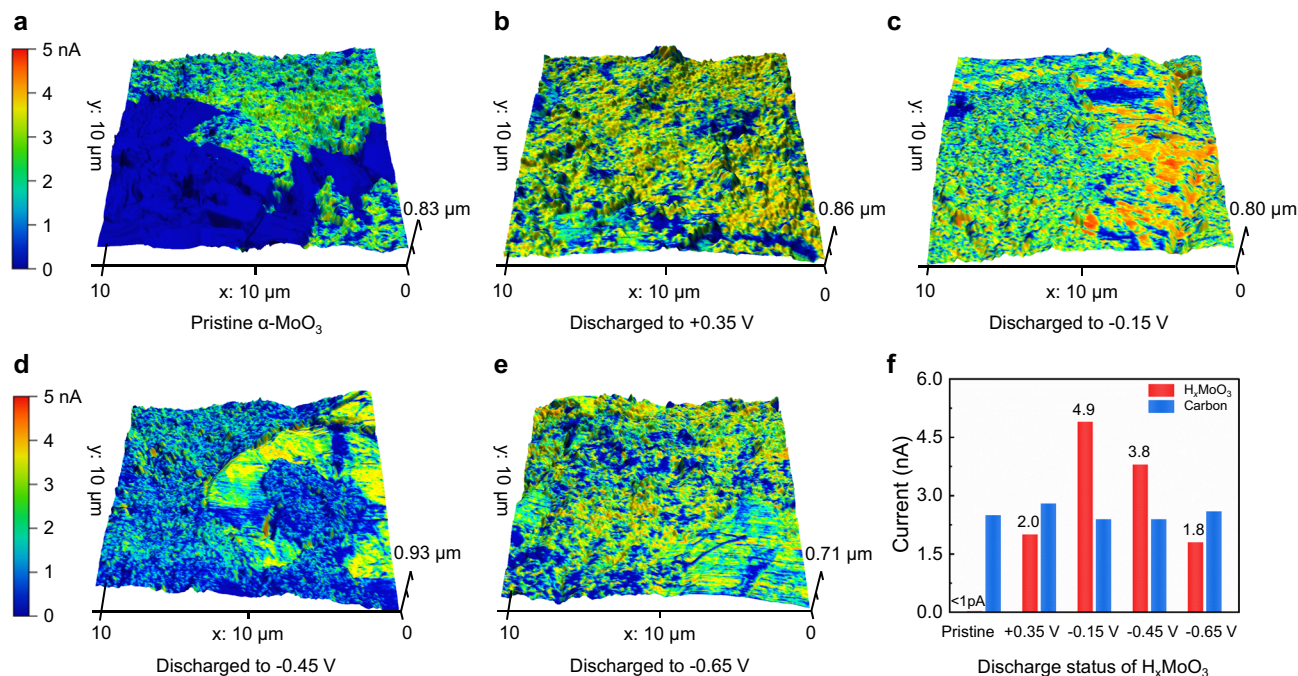 a
5 nA
4
3
2
1
0
y: 10 µm
0.83 µm
10
x: 10 µm
0
Pristine α-MoO₃
b
y: 10 µm
0.86 µm
10
x: 10 µm
0
Discharged to +0.35 V
c
y: 10 µm
0.80 µm
10
x: 10 µm
0
Discharged to -0.15 V
d
5 nA
4
3
2
1
0
y: 10 µm
0.93 µm
10
x: 10 µm
0
Discharged to -0.45 V
e
y: 10 µm
0.71 µm
10
x: 10 µm
0
Discharged to -0.65 V
f
Current (nA)
6.0
4.5
3.0
1.5
0.0
HₓMoO₃
Carbon
<1pA
2.0
4.9
3.8
1.8
Pristine +0.35 V -0.15 V -0.45 V -0.65 V
Discharge status of HₓMoO₃